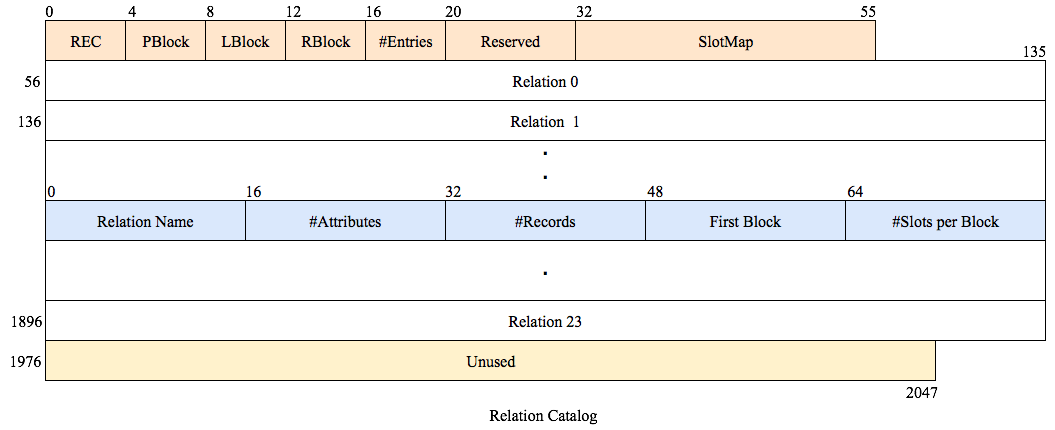 0 4 8 12 16 20 32 55
REC PBlock LBlock RBlock #Entries Reserved SlotMap
135
56 Relation 0
136 Relation 1
0 16 32 48 64
Relation Name #Attributes #Records First Block #Slots per Block
1896 Relation 23
1976 Unused
2047
Relation Catalog